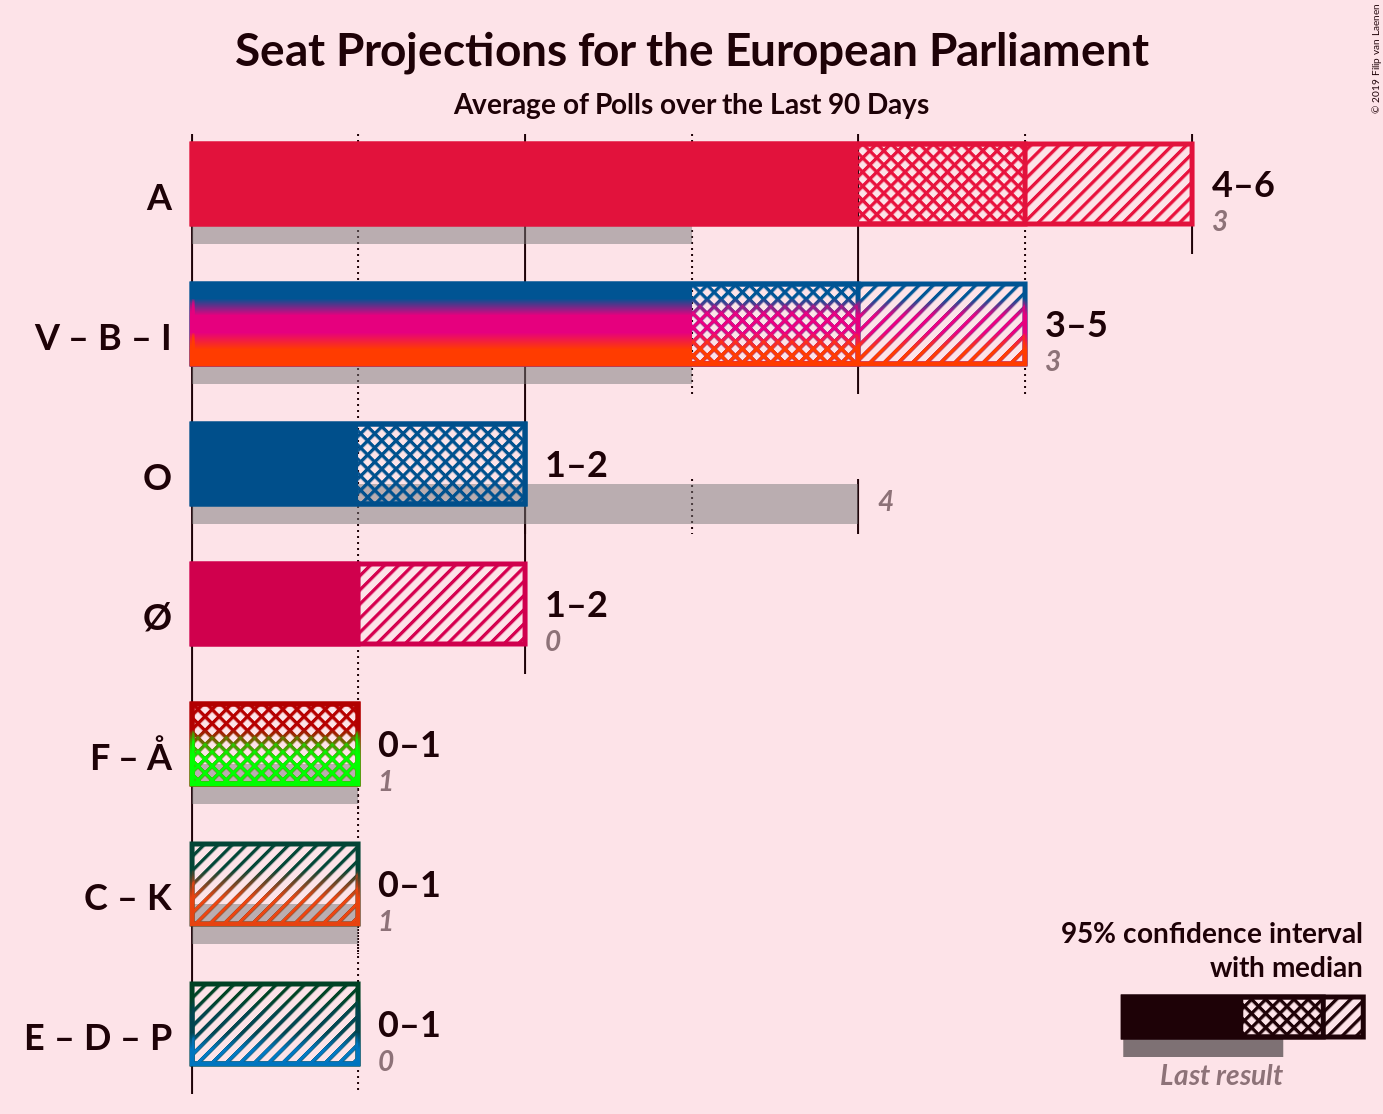 Seat Projections for the European Parliament
Average of Polls over the Last 90 Days
© 2019 Filip van Laenen
A
4–6
3
V – B – I
3–5
3
O
1–2
4
Ø
1–2
0
F – Å
0–1
1
C – K
0–1
1
E – D – P
0–1
0
95% confidence interval
with median
Last result